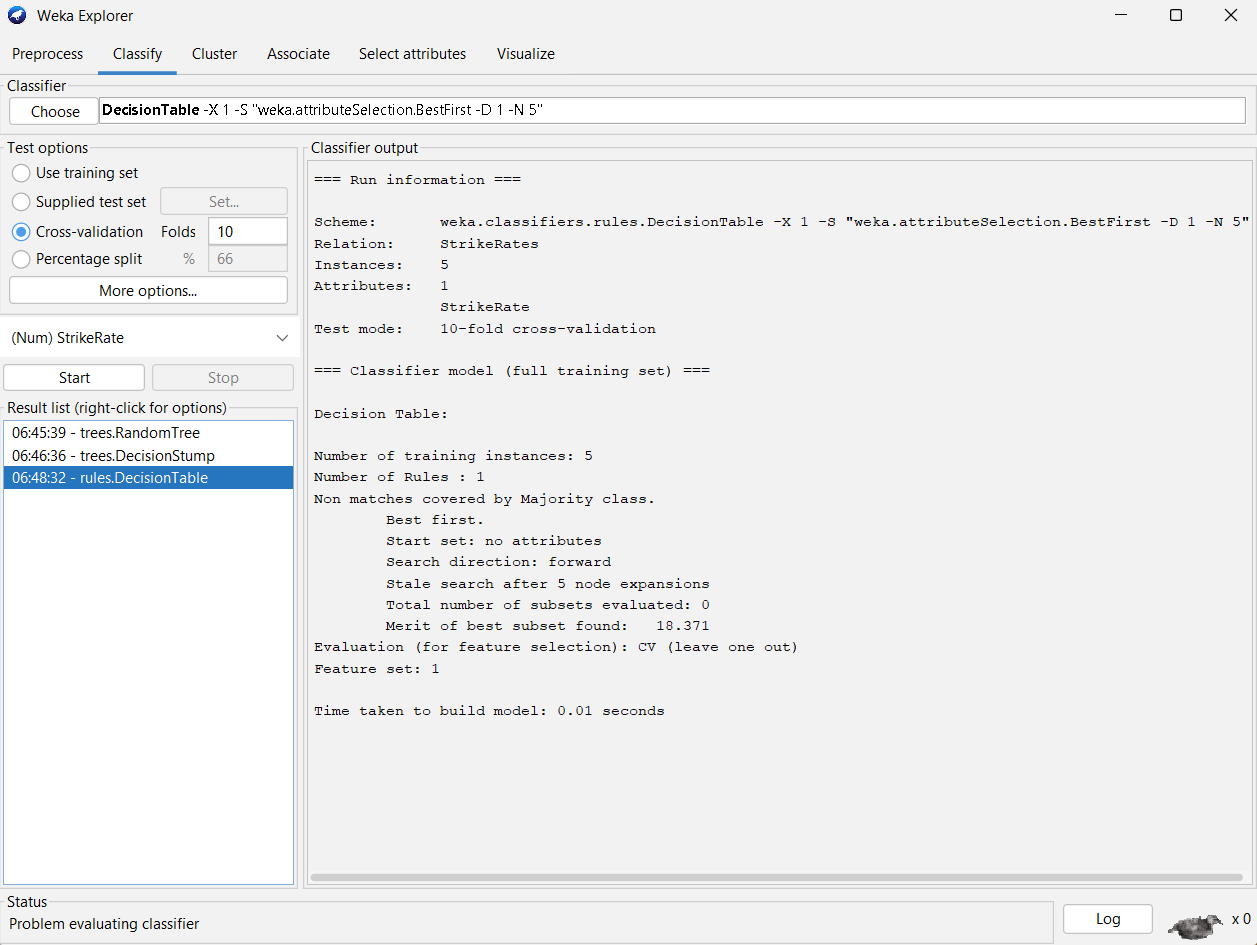 Weka Explorer
Preprocess Classify Cluster Associate Select attributes Visualize
Classifier
Choose DecisionTable -X 1 -S "weka.attributeSelection.BestFirst -D 1 -N 5"
Test options
Use training set
Supplied test set Set...
Cross-validation Folds 10
Percentage split % 66
More options...
(Num) StrikeRate
Start Stop
Result list (right-click for options)
06:45:39 - trees.RandomTree
06:46:36 - trees.DecisionStump
06:48:32 - rules.DecisionTable
Classifier output
=== Run information ===
Scheme: weka.classifiers.rules.DecisionTable -X 1 -S "weka.attributeSelection.BestFirst -D 1 -N 5"
Relation: StrikeRates
Instances: 5
Attributes: 1
StrikeRate
Test mode: 10-fold cross-validation
=== Classifier model (full training set) ===
Decision Table:
Number of training instances: 5
Number of Rules : 1
Non matches covered by Majority class.
Best first.
Start set: no attributes
Search direction: forward
Stale search after 5 node expansions
Total number of subsets evaluated: 0
Merit of best subset found: 18.371
Evaluation (for feature selection): CV (leave one out)
Feature set: 1
Time taken to build model: 0.01 seconds
Status
Problem evaluating classifier
Log
x 0